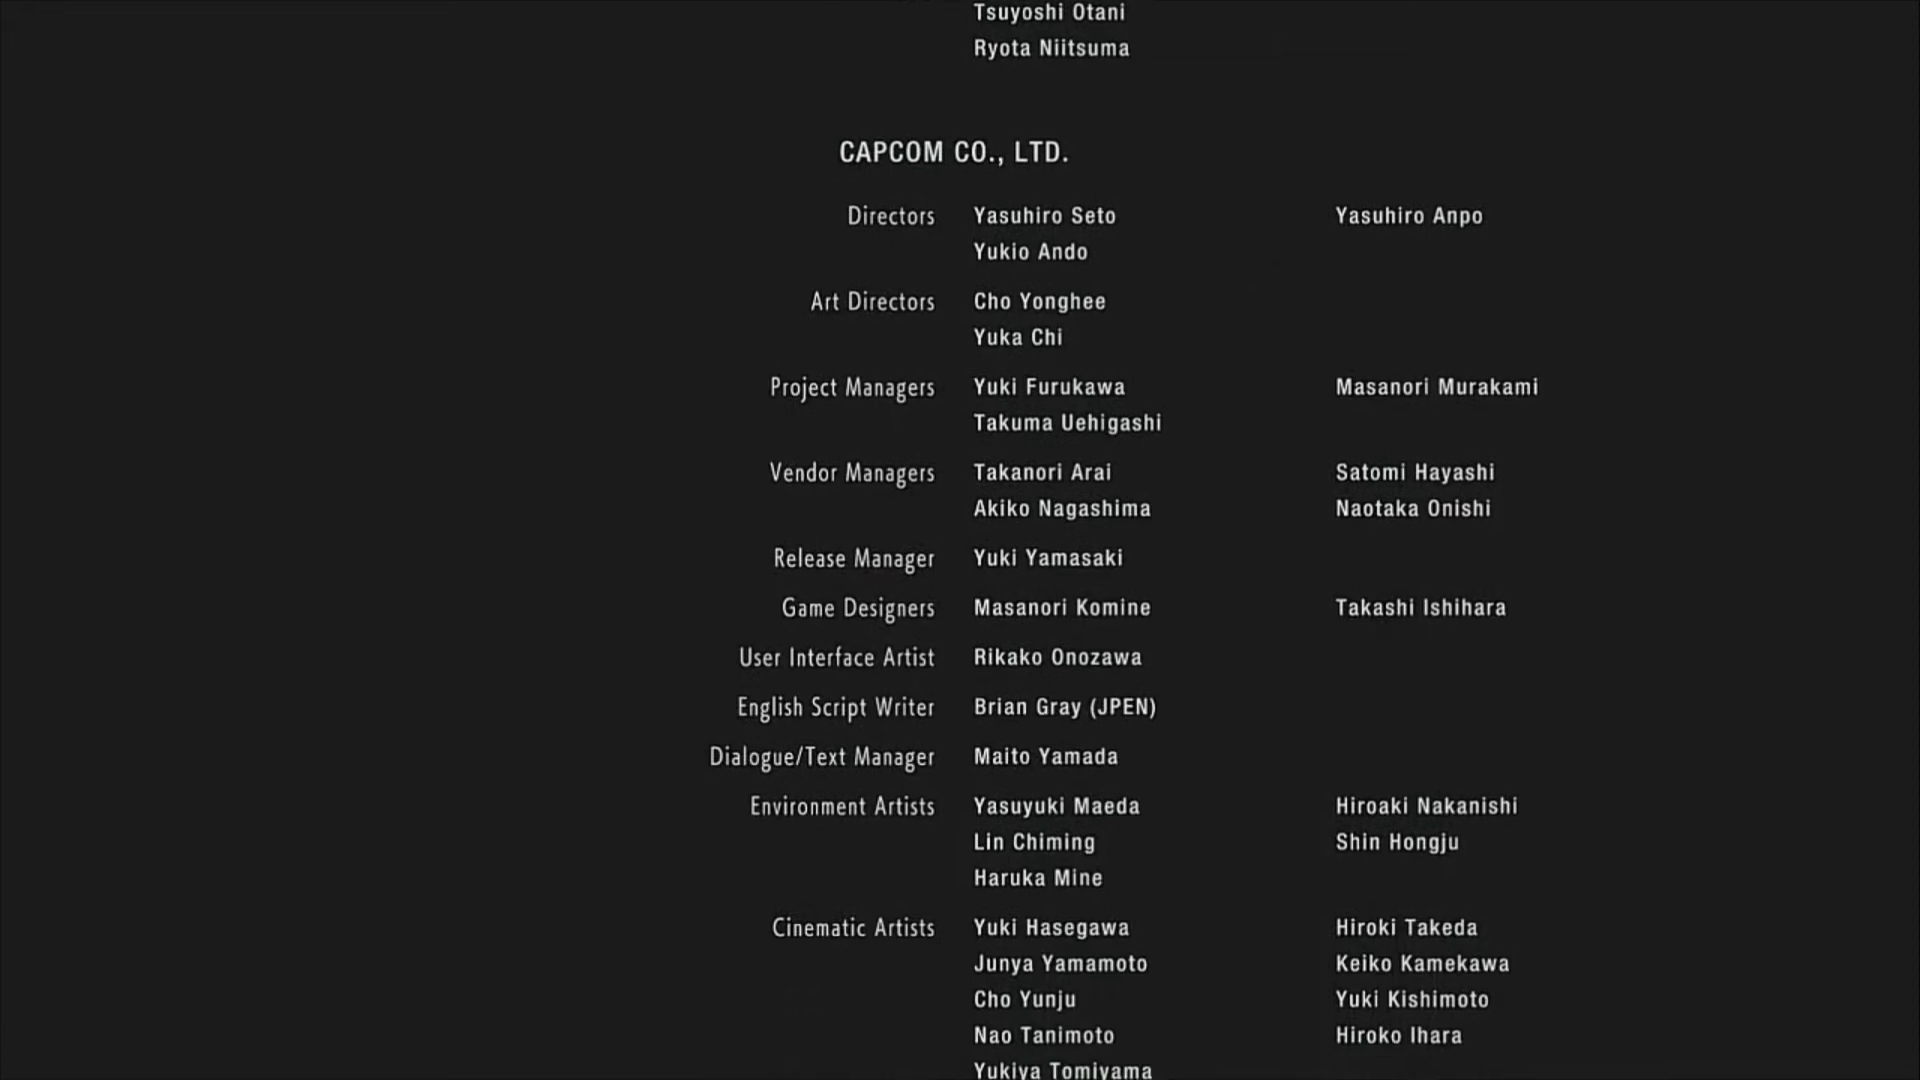 Tsuyoshi Otani
Ryota Niitsuma
CAPCOM CO., LTD.
Directors Yasuhiro Seto Yasuhiro Anpo
Yukio Ando
Art Directors Cho Yonghee
Yuka Chi
Project Managers Yuki Furukawa Masanori Murakami
Takuma Uehigashi
Vendor Managers Takanori Arai Satomi Hayashi
Akiko Nagashima Naotaka Onishi
Release Manager Yuki Yamasaki
Game Designers Masanori Komine Takashi Ishihara
User Interface Artist Rikako Onozawa
English Script Writer Brian Gray (JPEN)
Dialogue/Text Manager Maito Yamada
Environment Artists Yasuyuki Maeda Hiroaki Nakanishi
Lin Chiming Shin Hongju
Haruka Mine
Cinematic Artists Yuki Hasegawa Hiroki Takeda
Junya Yamamoto Keiko Kamekawa
Cho Yunju Yuki Kishimoto
Nao Tanimoto Hiroko Ihara
Yukiya Tomiyama